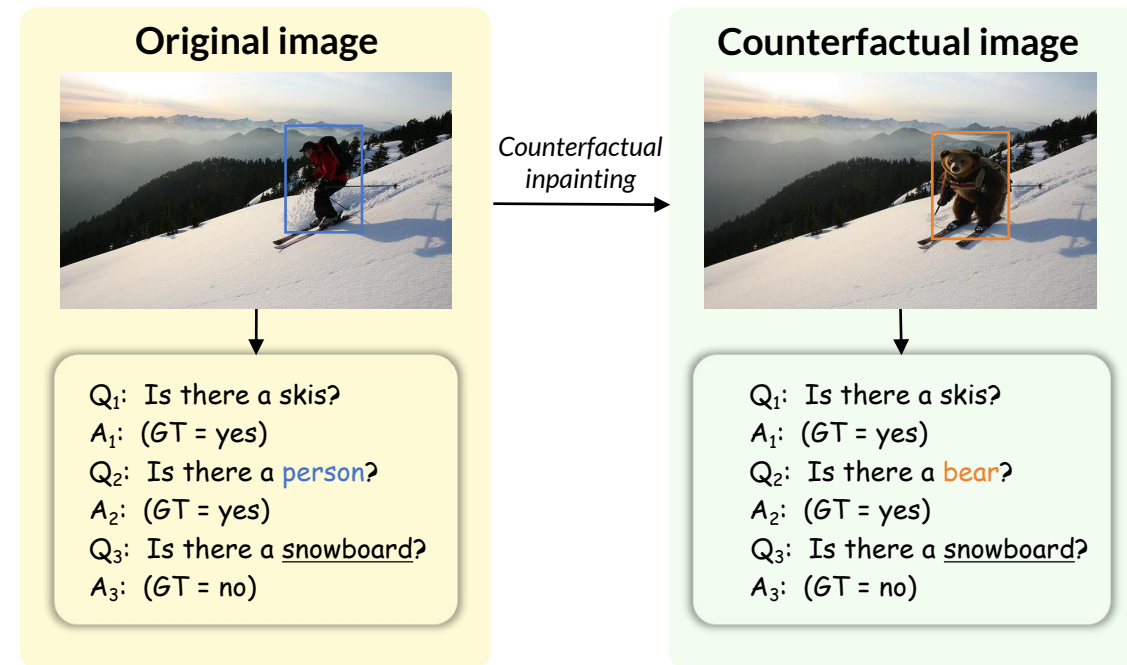 Original image
Counterfactual image
Counterfactual
inpainting
Q₁: Is there a skis?
A₁: (GT = yes)
Q₂: Is there a person?
A₂: (GT = yes)
Q₃: Is there a snowboard?
A₃: (GT = no)
Q₁: Is there a skis?
A₁: (GT = yes)
Q₂: Is there a bear?
A₂: (GT = yes)
Q₃: Is there a snowboard?
A₃: (GT = no)